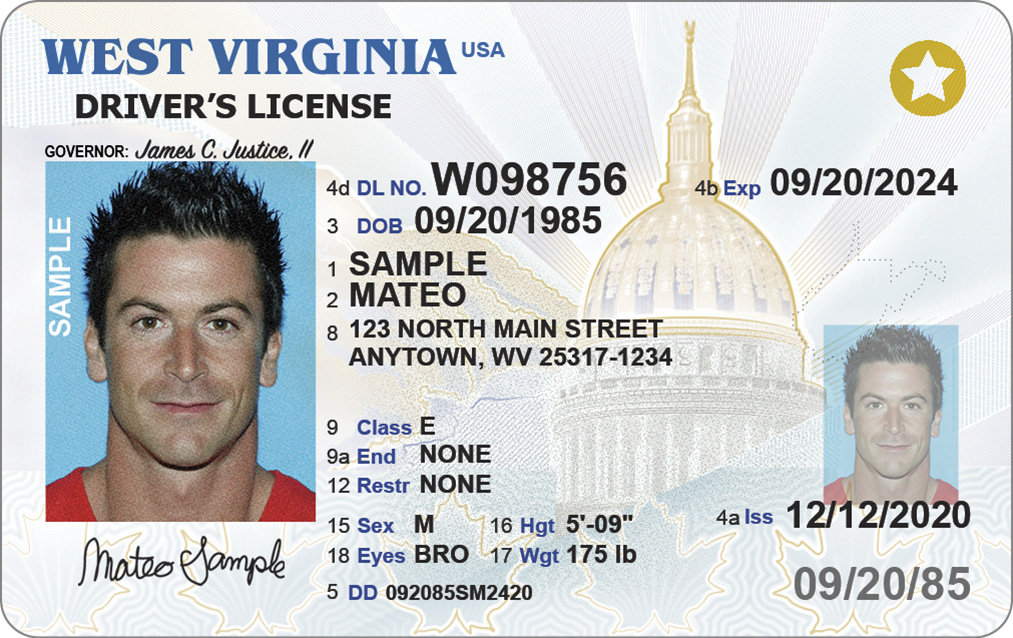 WEST VIRGINIA USA
DRIVER'S LICENSE
GOVERNOR: James C. Justice, II
SAMPLE
4d DL NO. W098756
4b Exp 09/20/2024
3 DOB 09/20/1985
1 SAMPLE
2 MATEO
8 123 NORTH MAIN STREET
ANYTOWN, WV 25317-1234
9 Class E
9a End NONE
12 Restr NONE
15 Sex M 16 Hgt 5'-09"
18 Eyes BRO 17 Wgt 175 lb
5 DD 092085SM2420
4a Iss 12/12/2020
09/20/85
Mateo Sample